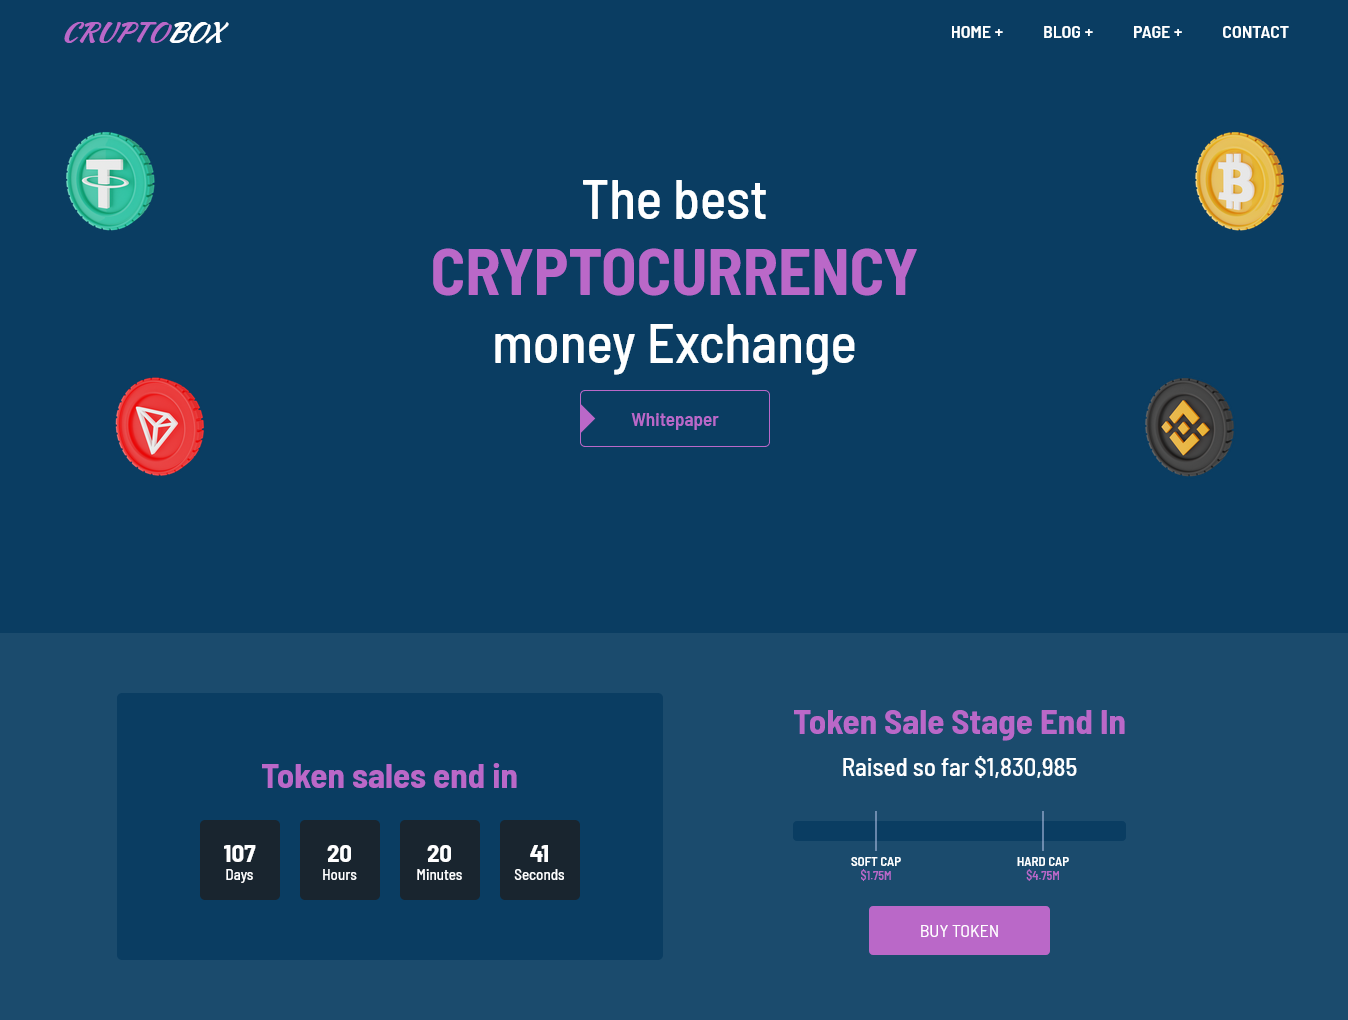 CRUPTOBOX
HOME +
BLOG +
PAGE +
CONTACT
The best
CRYPTOCURRENCY
money Exchange
Whitepaper
Token sales end in
107
Days
20
Hours
20
Minutes
41
Seconds
Token Sale Stage End In
Raised so far $1,830,985
SOFT CAP
$1.75M
HARD CAP
$4.75M
BUY TOKEN